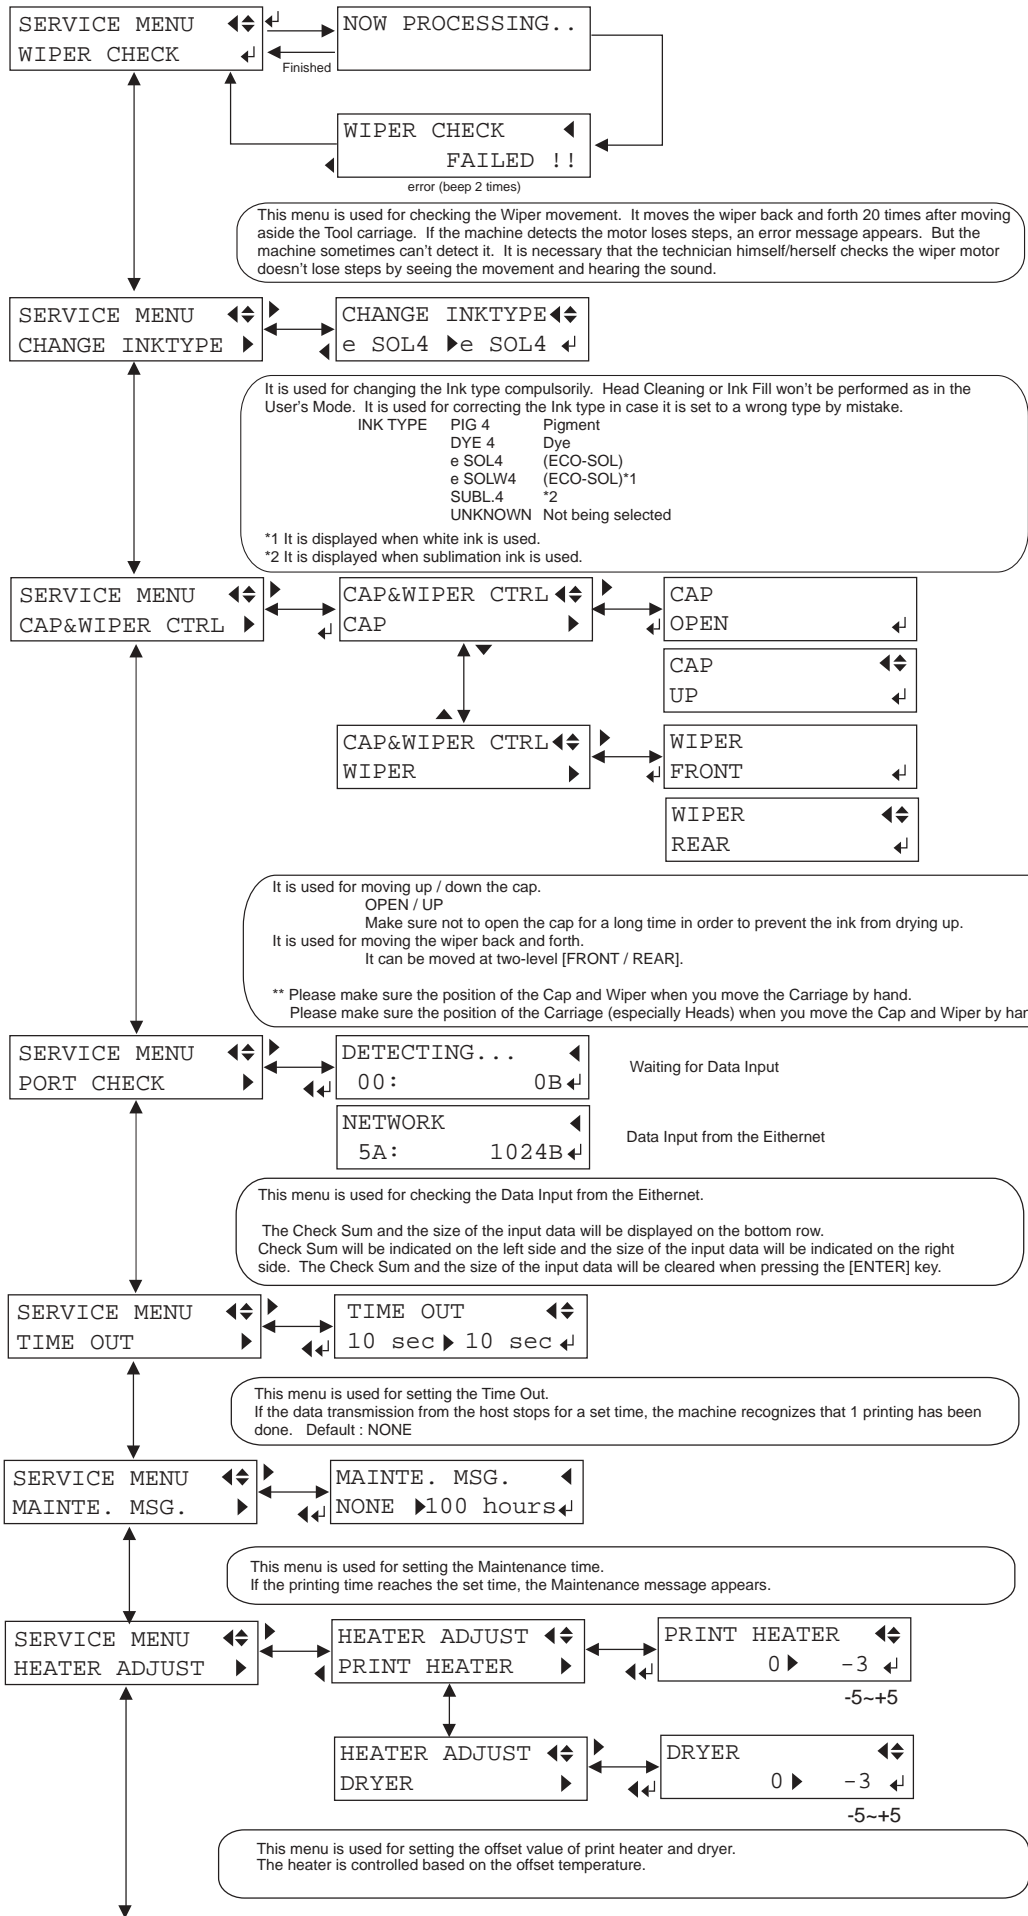 SERVICE MENU
WIPER CHECK
NOW PROCESSING..
Finished
WIPER CHECK
FAILED !!
error (beep 2 times)
This menu is used for checking the Wiper movement. It moves the wiper back and forth 20 times after moving
aside the Tool carriage. If the machine detects the motor loses steps, an error message appears. But the
machine sometimes can't detect it. It is necessary that the technician himself/herself checks the wiper motor
doesn't lose steps by seeing the movement and hearing the sound.
SERVICE MENU
CHANGE INKTYPE
CHANGE INKTYPE
e SOL4 ▶e SOL4
It is used for changing the Ink type compulsorily. Head Cleaning or Ink Fill won't be performed as in the
User's Mode. It is used for correcting the Ink type in case it is set to a wrong type by mistake.
INK TYPE PIG 4 Pigment
DYE 4 Dye
e SOL4 (ECO-SOL)
e SOLW4 (ECO-SOL)*1
SUBL.4 *2
UNKNOWN Not being selected
*1 It is displayed when white ink is used.
*2 It is displayed when sublimation ink is used.
SERVICE MENU
CAP&WIPER CTRL
CAP&WIPER CTRL
CAP
CAP
OPEN
CAP
UP
CAP&WIPER CTRL
WIPER
WIPER
FRONT
WIPER
REAR
It is used for moving up / down the cap.
OPEN / UP
Make sure not to open the cap for a long time in order to prevent the ink from drying up.
It is used for moving the wiper back and forth.
It can be moved at two-level [FRONT / REAR].
** Please make sure the position of the Cap and Wiper when you move the Carriage by hand.
Please make sure the position of the Carriage (especially Heads) when you move the Cap and Wiper by han
SERVICE MENU
PORT CHECK
DETECTING...
00: 0B
Waiting for Data Input
NETWORK
5A: 1024B
Data Input from the Eithernet
This menu is used for checking the Data Input from the Eithernet.
The Check Sum and the size of the input data will be displayed on the bottom row.
Check Sum will be indicated on the left side and the size of the input data will be indicated on the right
side. The Check Sum and the size of the input data will be cleared when pressing the [ENTER] key.
SERVICE MENU
TIME OUT
TIME OUT
10 sec ▶ 10 sec
This menu is used for setting the Time Out.
If the data transmission from the host stops for a set time, the machine recognizes that 1 printing has been
done. Default : NONE
SERVICE MENU
MAINTE. MSG.
MAINTE. MSG.
NONE ▶100 hours
This menu is used for setting the Maintenance time.
If the printing time reaches the set time, the Maintenance message appears.
SERVICE MENU
HEATER ADJUST
HEATER ADJUST
PRINT HEATER
PRINT HEATER
0 ▶ -3
-5~+5
HEATER ADJUST
DRYER
DRYER
0 ▶ -3
-5~+5
This menu is used for setting the offset value of print heater and dryer.
The heater is controlled based on the offset temperature.